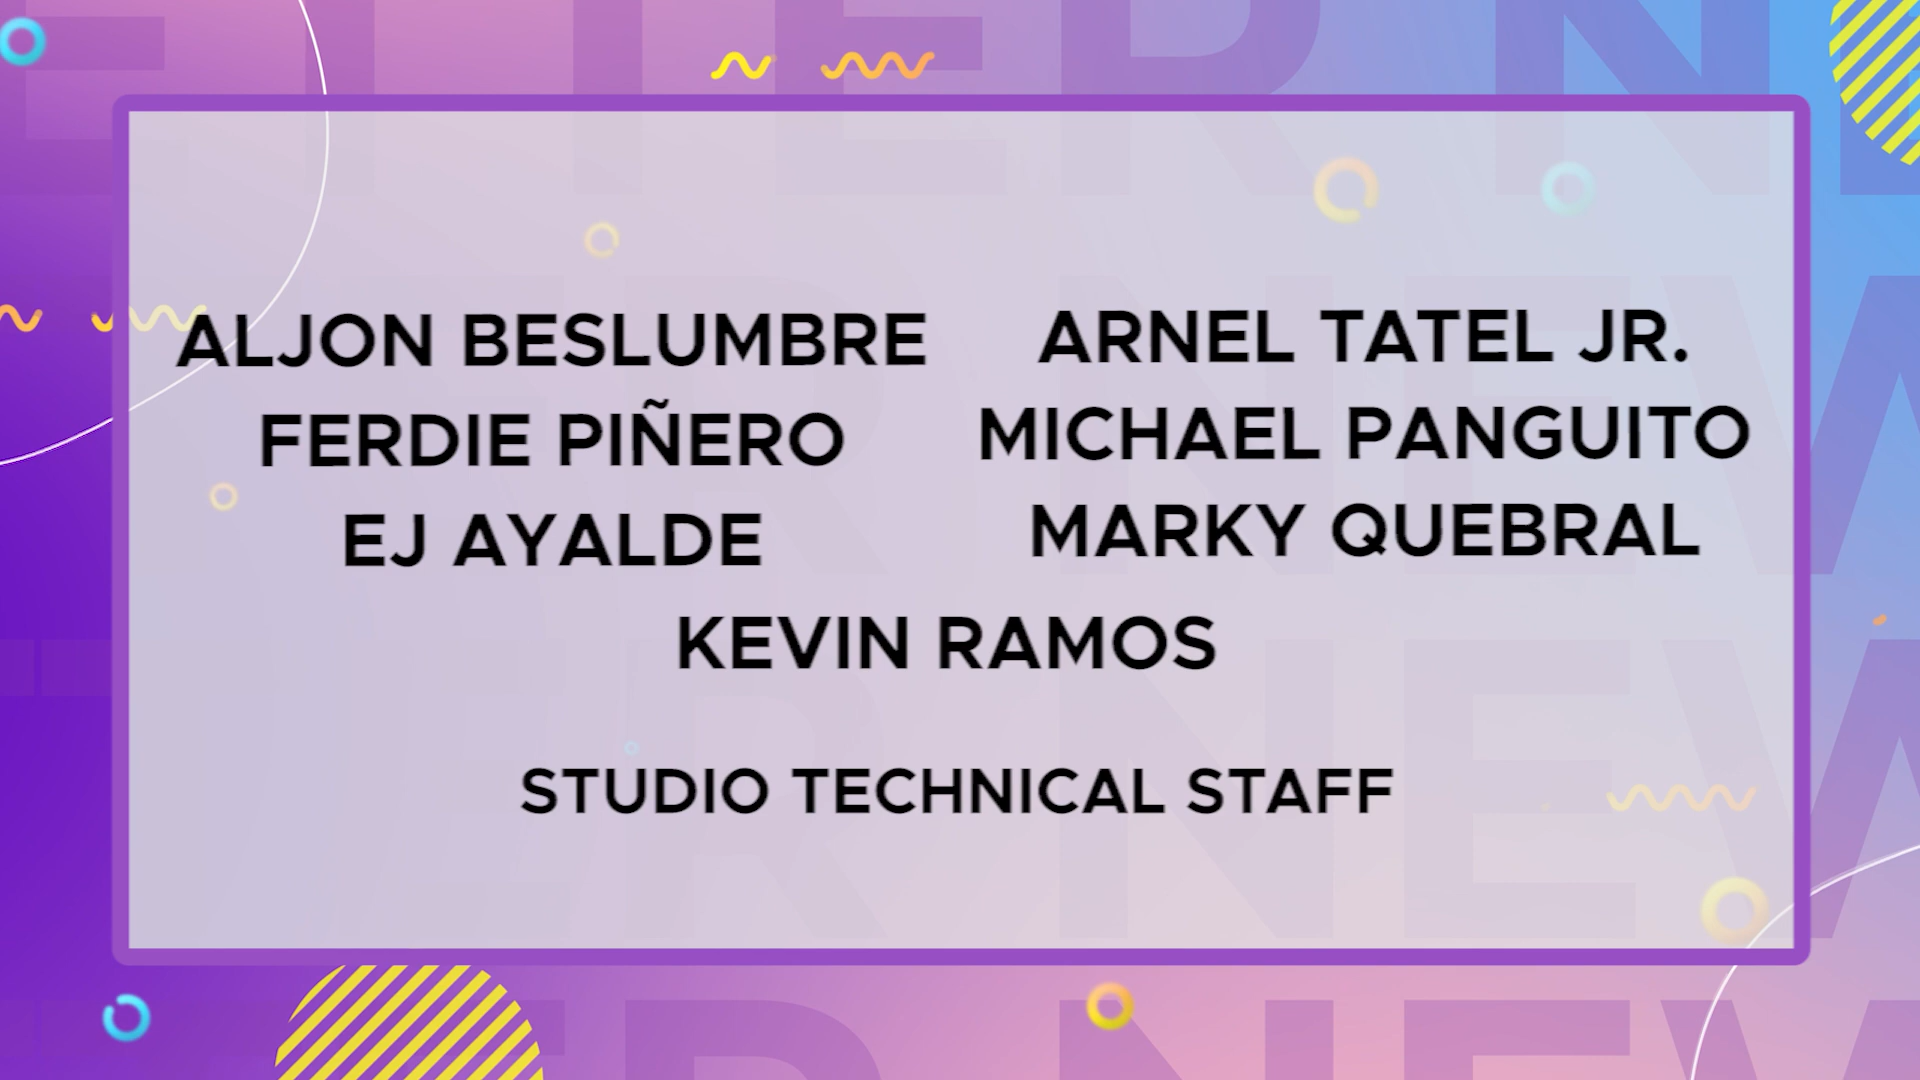 ALJON BESLUMBRE
FERDIE PIÑERO
EJ AYALDE
ARNEL TATEL JR.
MICHAEL PANGUITO
MARKY QUEBRAL
KEVIN RAMOS
STUDIO TECHNICAL STAFF